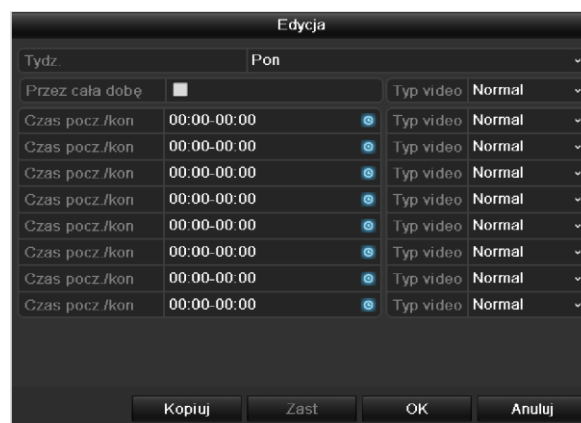 Edycja
Tydz. Pon
Przez cała dobę Typ video Normal
Czas pocz./kon 00:00-00:00 Typ video Normal
Czas pocz./kon 00:00-00:00 Typ video Normal
Czas pocz./kon 00:00-00:00 Typ video Normal
Czas pocz./kon 00:00-00:00 Typ video Normal
Czas pocz./kon 00:00-00:00 Typ video Normal
Czas pocz./kon 00:00-00:00 Typ video Normal
Czas pocz./kon 00:00-00:00 Typ video Normal
Czas pocz./kon 00:00-00:00 Typ video Normal
Kopiuj Zast OK Anuluj